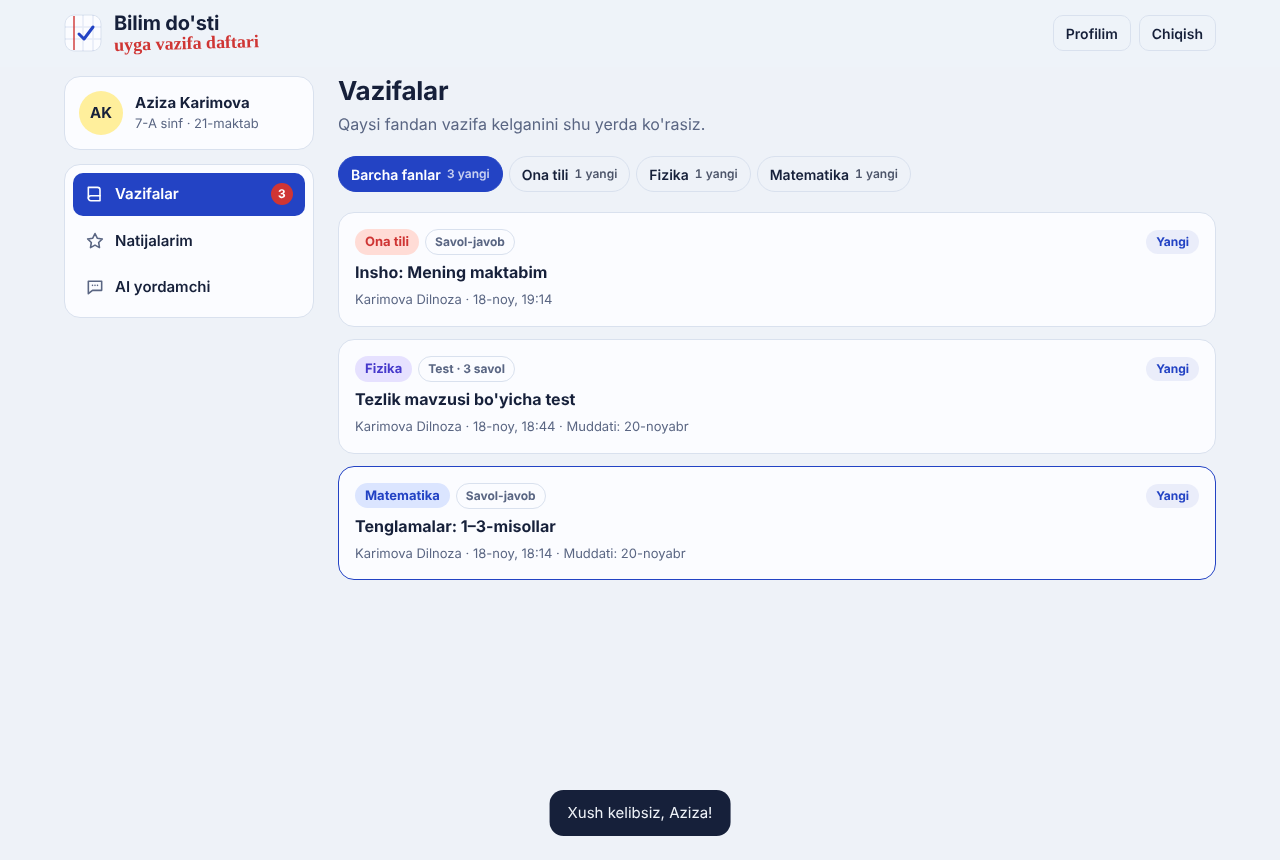 Bilim do'sti
uyga vazifa daftari
Profilim
Chiqish
AK
Aziza Karimova
7-A sinf · 21-maktab
Vazifalar
3
Natijalarim
AI yordamchi
Vazifalar
Qaysi fandan vazifa kelganini shu yerda ko'rasiz.
Barcha fanlar 3 yangi
Ona tili 1 yangi
Fizika 1 yangi
Matematika 1 yangi
Ona tili
Savol-javob
Yangi
Insho: Mening maktabim
Karimova Dilnoza · 18-noy, 19:14
Fizika
Test · 3 savol
Yangi
Tezlik mavzusi bo'yicha test
Karimova Dilnoza · 18-noy, 18:44 · Muddati: 20-noyabr
Matematika
Savol-javob
Yangi
Tenglamalar: 1–3-misollar
Karimova Dilnoza · 18-noy, 18:14 · Muddati: 20-noyabr
Xush kelibsiz, Aziza!